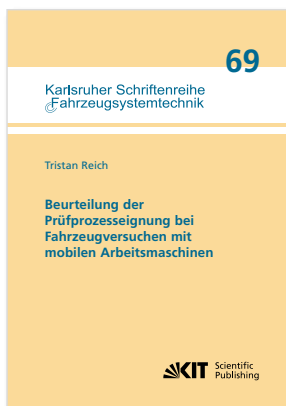 69
Karlsruher Schriftenreihe
Fahrzeugsystemtechnik
Tristan Reich
Beurteilung der
Prüfprozesseignung bei
Fahrzeugversuchen mit
mobilen Arbeitsmaschinen
KIT Scientific
Publishing